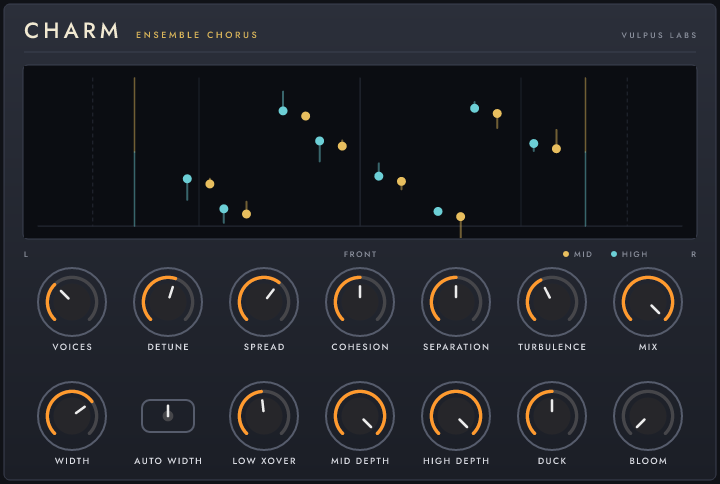 CHARM ENSEMBLE CHORUS VULPUS LABS
L FRONT MID HIGH R
VOICES DETUNE SPREAD COHESION SEPARATION TURBULENCE MIX
WIDTH AUTO WIDTH LOW XOVER MID DEPTH HIGH DEPTH DUCK BLOOM